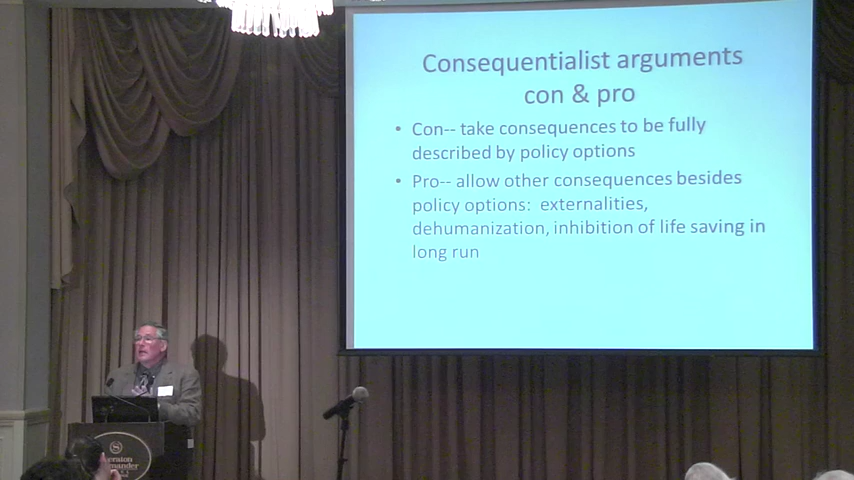 Consequentialist arguments
con & pro
• Con-- take consequences to be fully
described by policy options
• Pro-- allow other consequences besides
policy options: externalities,
dehumanization, inhibition of life saving in
long run